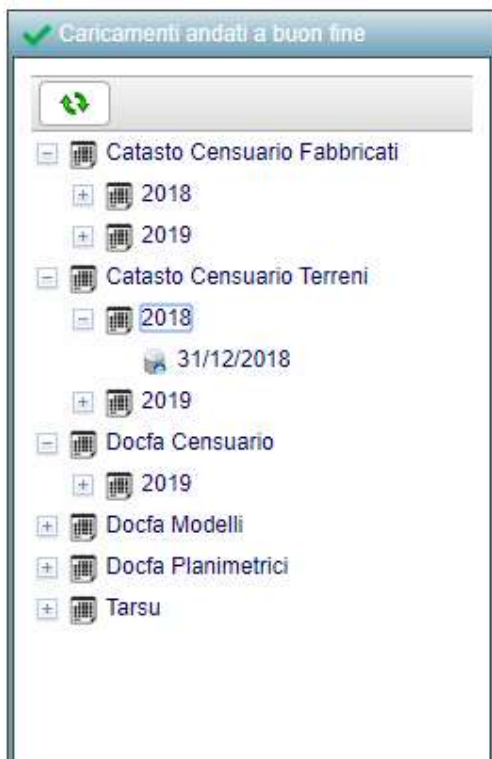 Caricamenti andati a buon fine
Catasto Censuario Fabbricati
2018
2019
Catasto Censuario Terreni
2018
31/12/2018
2019
Docfa Censuario
2019
Docfa Modelli
Docfa Planimetrici
Tarsu